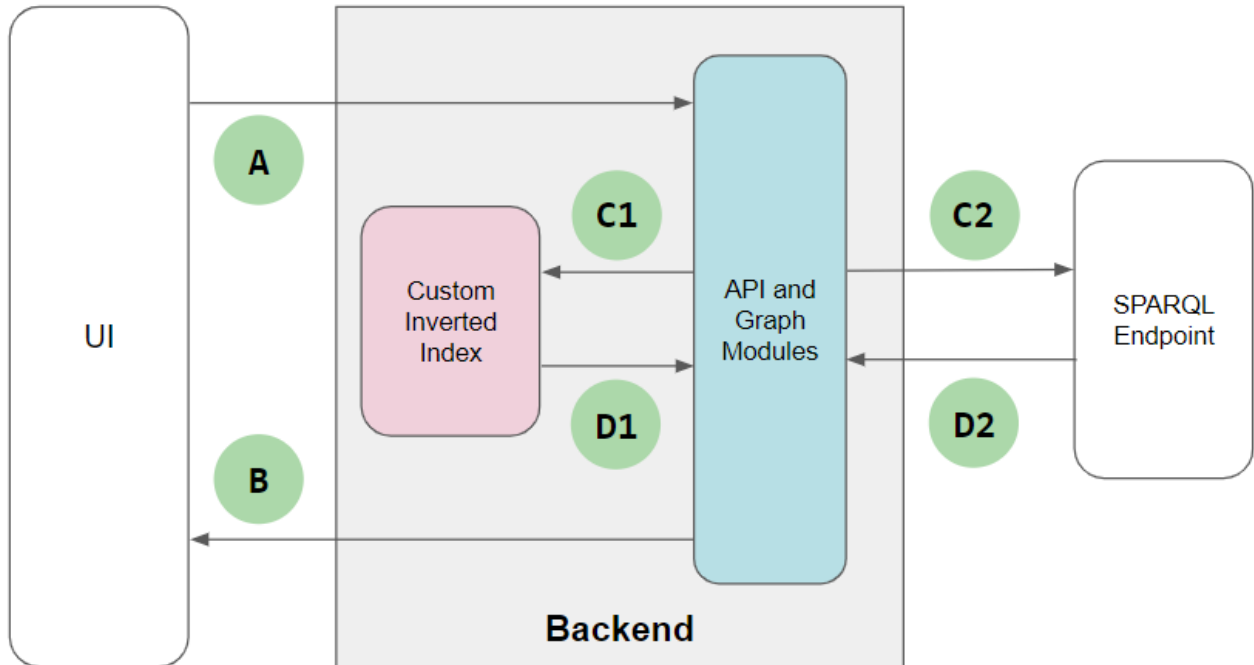 UI
A
B
Custom
Inverted
Index
C1
D1
API and
Graph
Modules
C2
D2
SPARQL
Endpoint
Backend